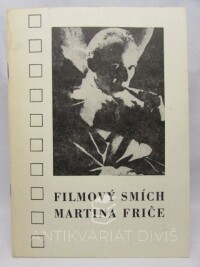 FILMOVÝ SMÍCH
MARTINA FRIČE
ANTIKVARIÁT DIVIŠ